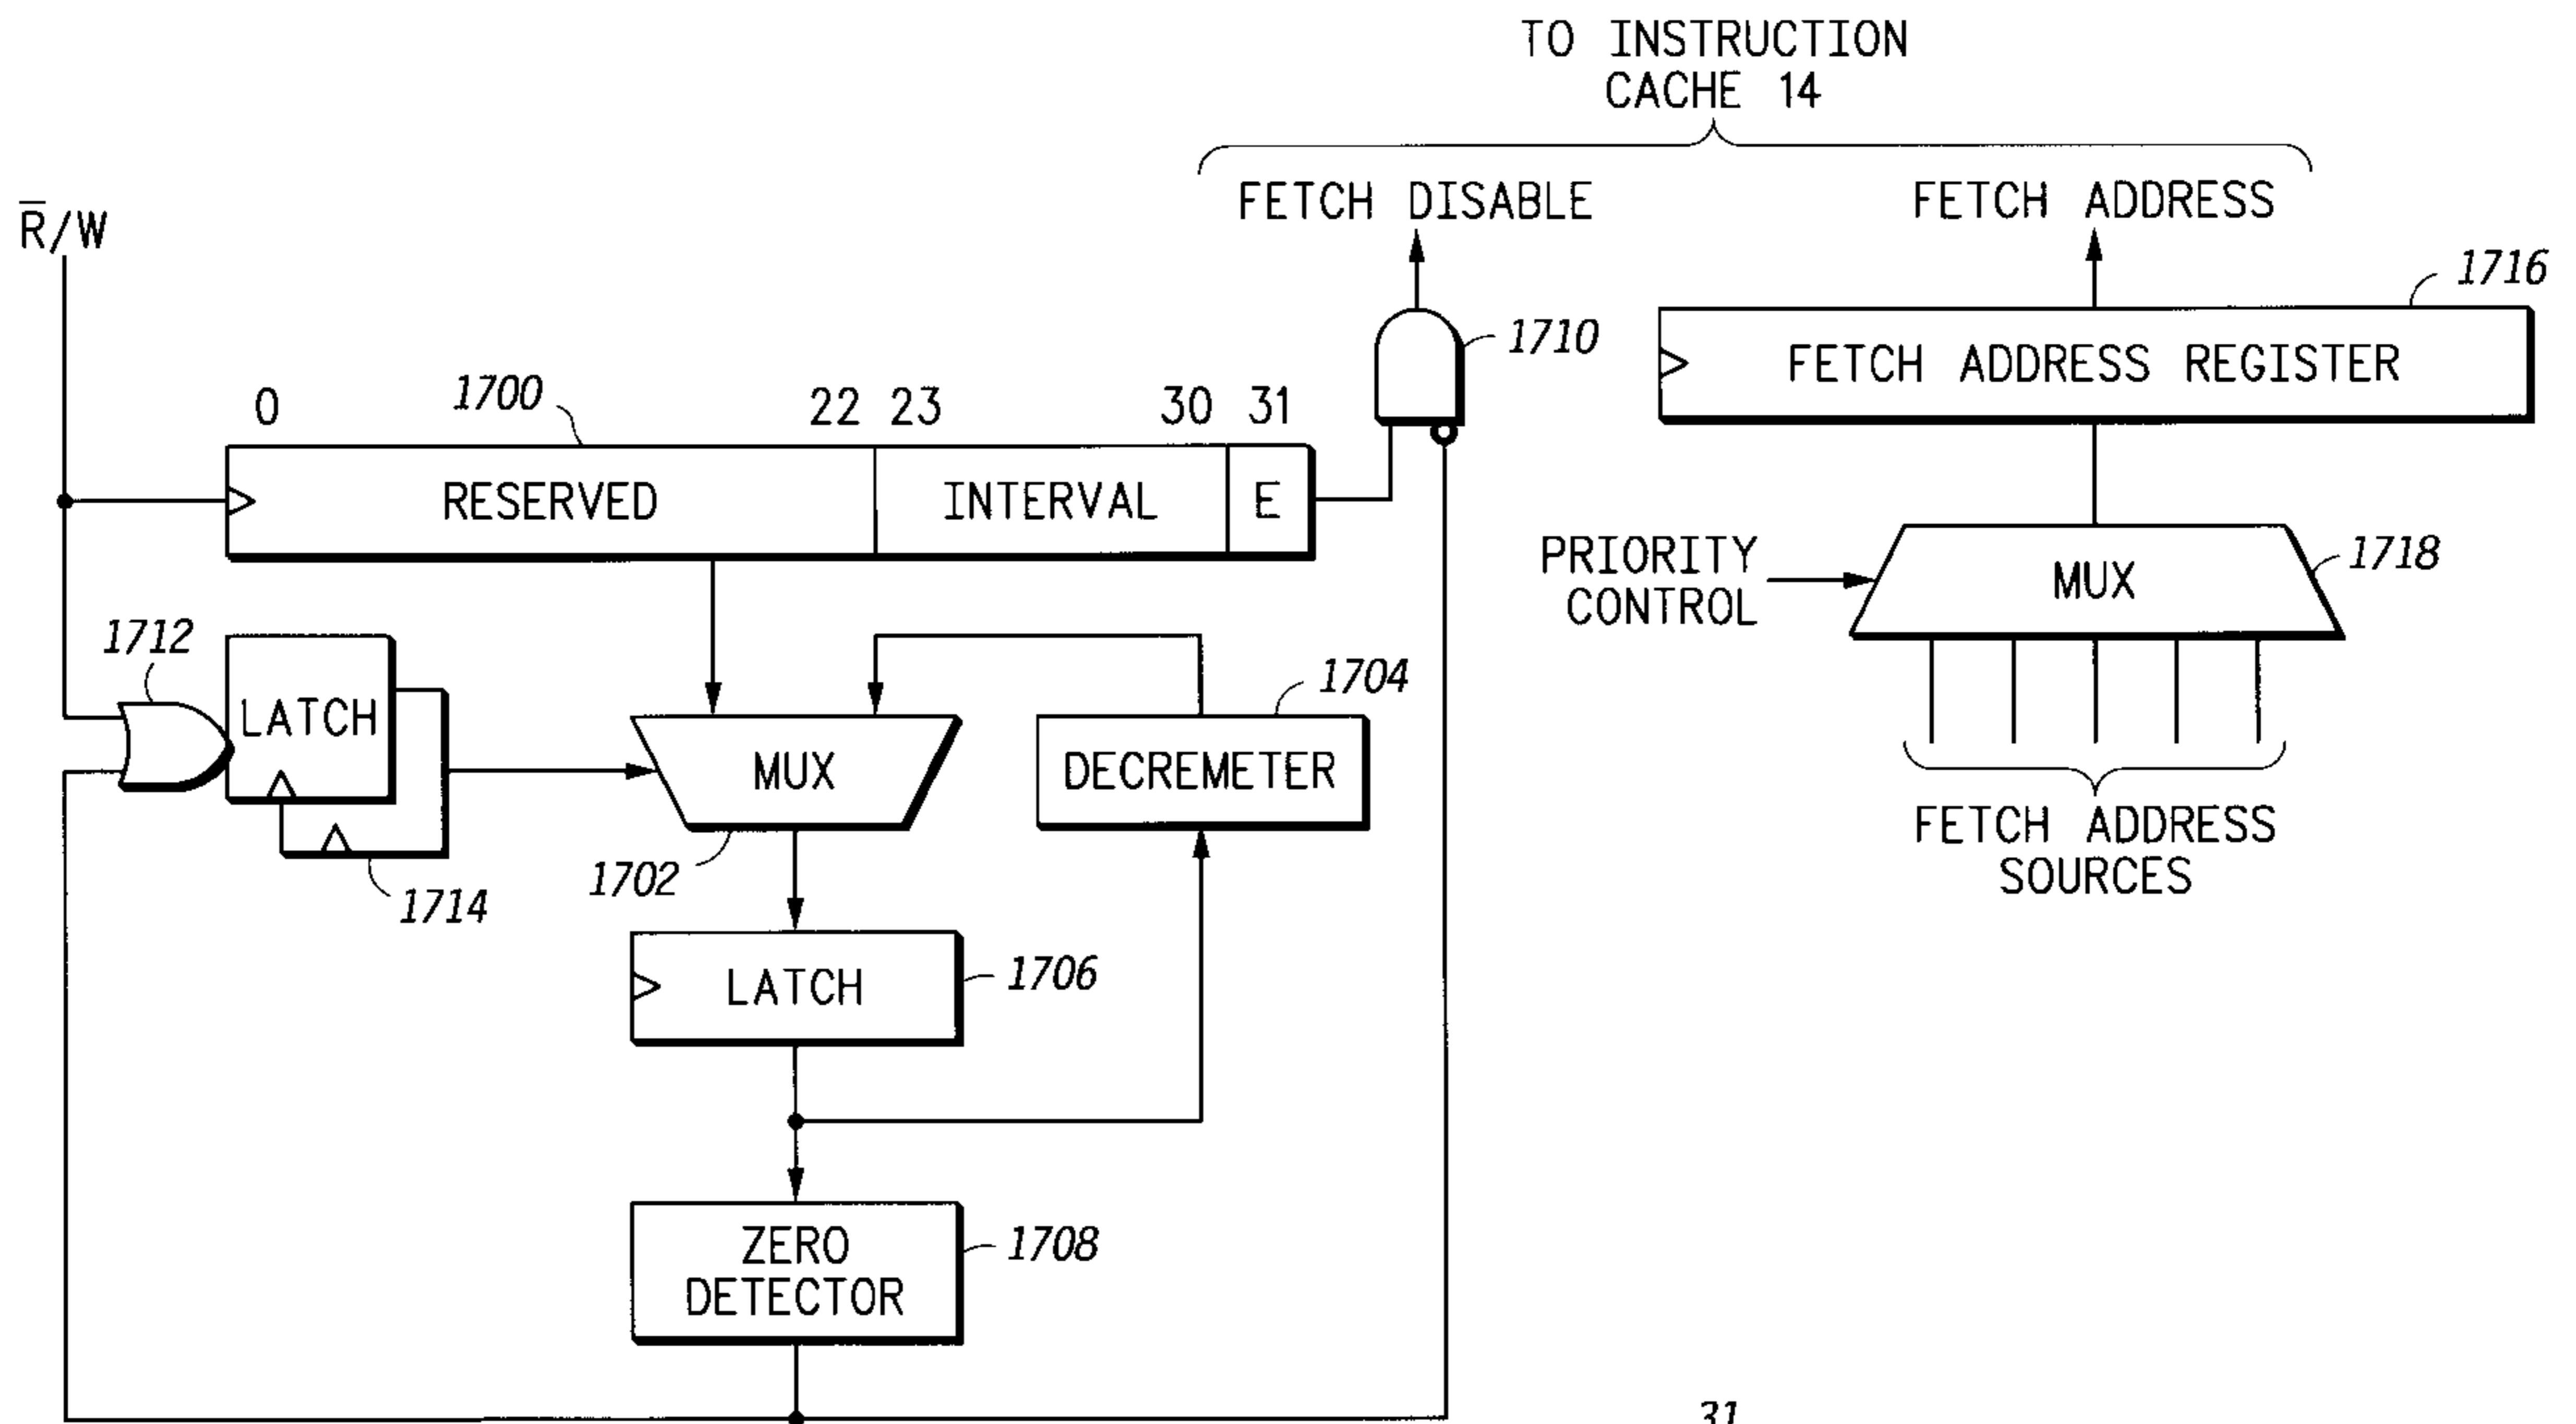 TO INSTRUCTION
CACHE 14
FETCH DISABLE
FETCH ADDRESS
R̅/W
1716
1710
FETCH ADDRESS REGISTER
0
1700
22
23
30
31
RESERVED
INTERVAL
E
PRIORITY
CONTROL
MUX
1718
1712
LATCH
1714
MUX
1702
1704
DECREMETER
FETCH ADDRESS
SOURCES
LATCH
1706
ZERO
DETECTOR
1708
31